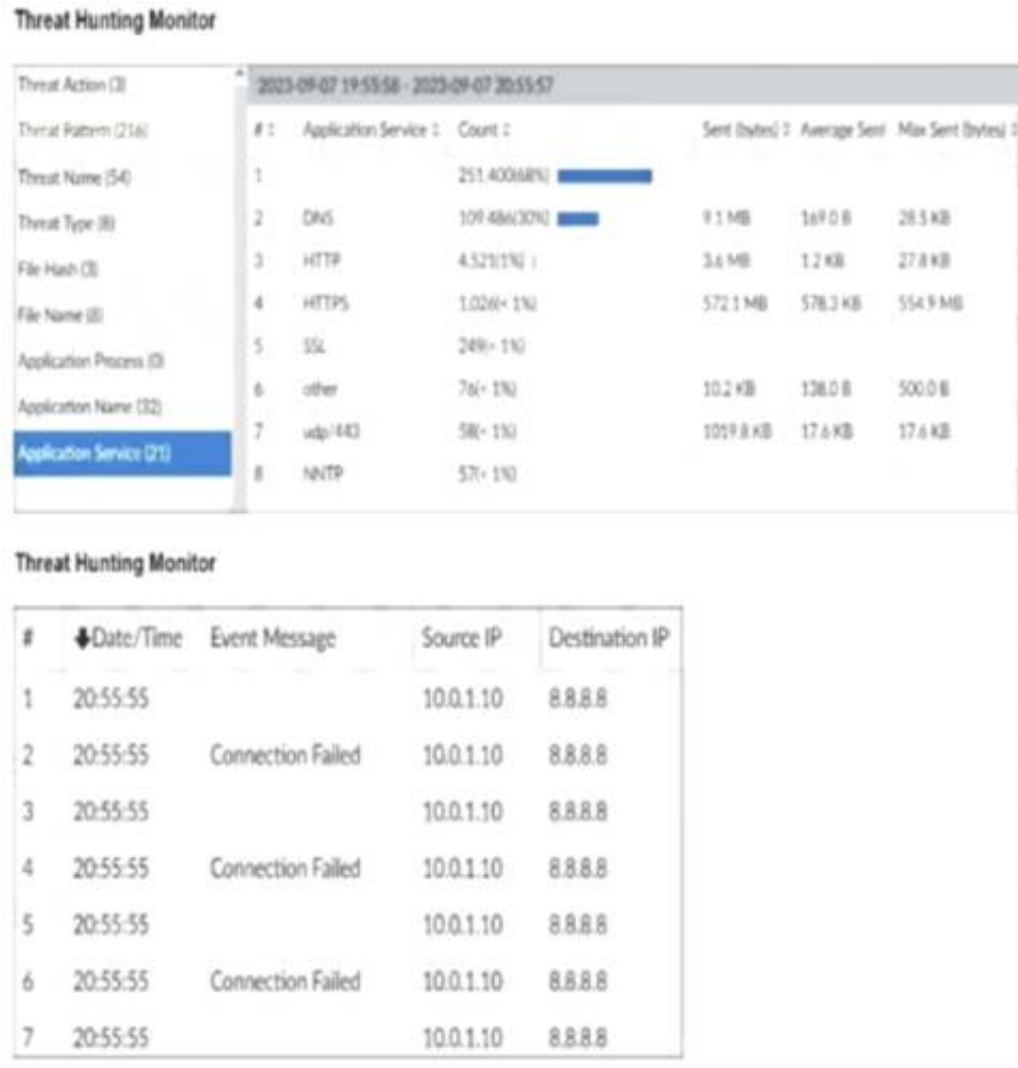 Threat Hunting Monitor
Threat Action (3)
Threat Pattern (216)
Threat Name (54)
Threat Type (8)
File Hash (3)
File Name (8)
Application Process (0)
Application Name (32)
Application Service (21)
2023-09-07 19:55:58 - 2023-09-07 20:55:57
# Application Service Count Sent (bytes) Average Sent Max Sent (bytes)
1 251,400(68%)
2 DNS 109,486(30%) 9.1 MB 169.0 B 28.5 KB
3 HTTP 4,521(1%) 3.6 MB 1.2 KB 27.8 KB
4 HTTPS 1,026(< 1%) 572.1 MB 578.3 KB 554.9 MB
5 SSL 249(< 1%)
6 other 76(< 1%) 10.2 KB 138.0 B 500.0 B
7 udp/443 58(< 1%) 1019.8 KB 17.6 KB 17.6 KB
8 NNTP 57(< 1%)
Threat Hunting Monitor
# Date/Time Event Message Source IP Destination IP
1 20:55:55 10.0.1.10 8.8.8.8
2 20:55:55 Connection Failed 10.0.1.10 8.8.8.8
3 20:55:55 10.0.1.10 8.8.8.8
4 20:55:55 Connection Failed 10.0.1.10 8.8.8.8
5 20:55:55 10.0.1.10 8.8.8.8
6 20:55:55 Connection Failed 10.0.1.10 8.8.8.8
7 20:55:55 10.0.1.10 8.8.8.8